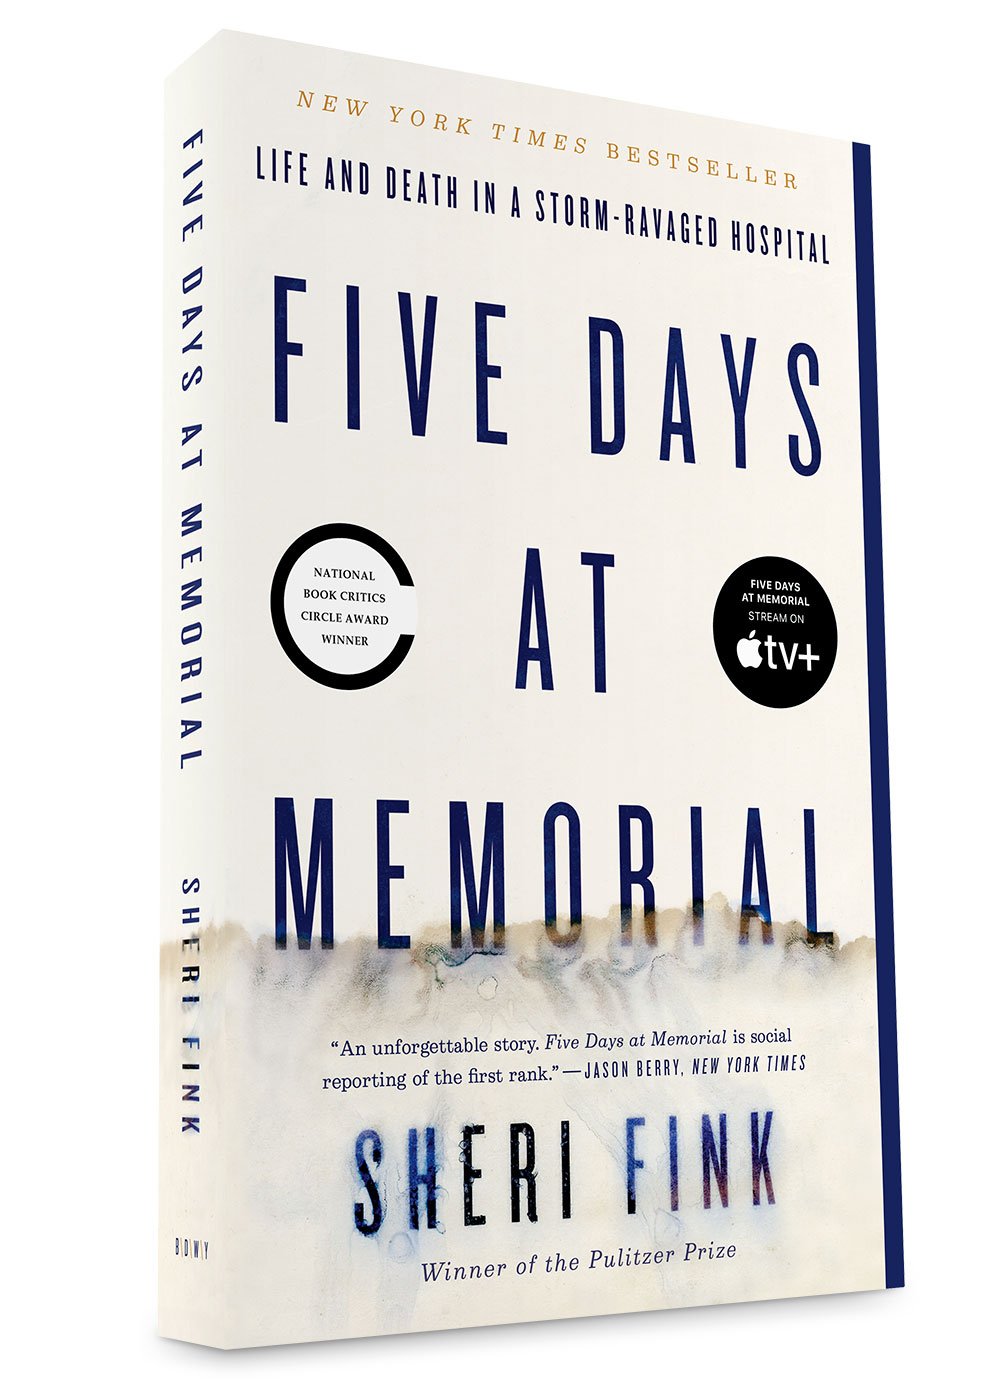 NEW YORK TIMES BESTSELLER
LIFE AND DEATH IN A STORM-RAVAGED HOSPITAL
FIVE DAYS
AT
MEMORIAL
NATIONAL
BOOK CRITICS
CIRCLE AWARD
WINNER
FIVE DAYS
AT MEMORIAL
STREAM ON
tv+
“An unforgettable story. Five Days at Memorial is social
reporting of the first rank.”—JASON BERRY, NEW YORK TIMES
SHERI FINK
Winner of the Pulitzer Prize
FIVE DAYS AT MEMORIAL SHERI FINK
B|D|W|Y